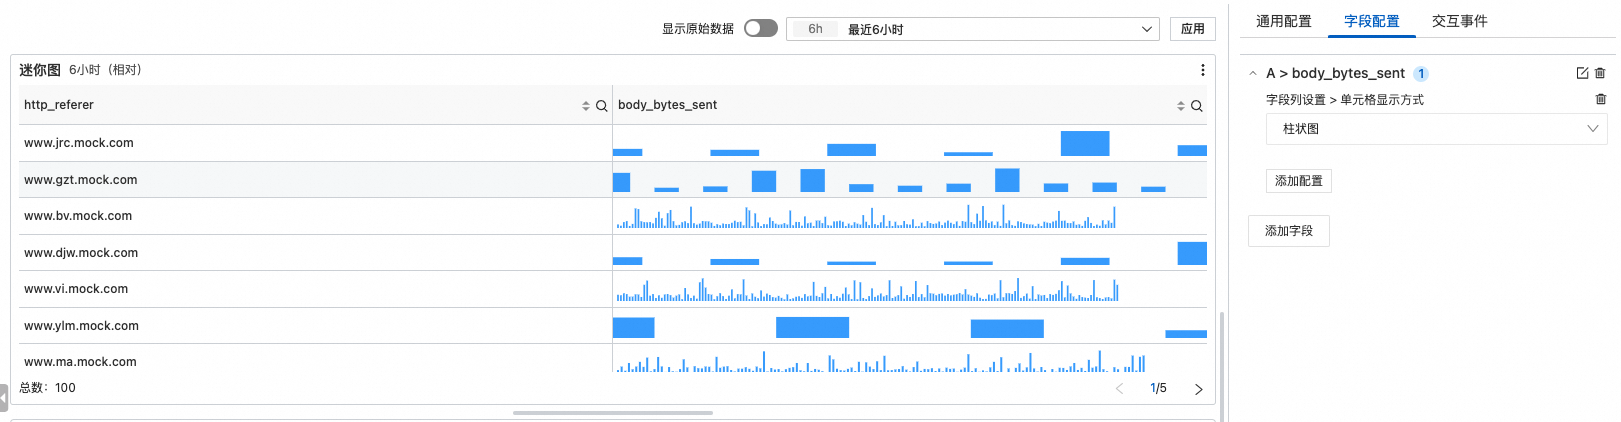 显示原始数据 6h 最近6小时 应用
通用配置 字段配置 交互事件
迷你图 6小时（相对）
http_referer body_bytes_sent
www.jrc.mock.com
www.gzt.mock.com
www.bv.mock.com
www.djw.mock.com
www.vi.mock.com
www.ylm.mock.com
www.ma.mock.com
总数：100 1/5
A > body_bytes_sent 1
字段列设置 > 单元格显示方式
柱状图
添加配置
添加字段